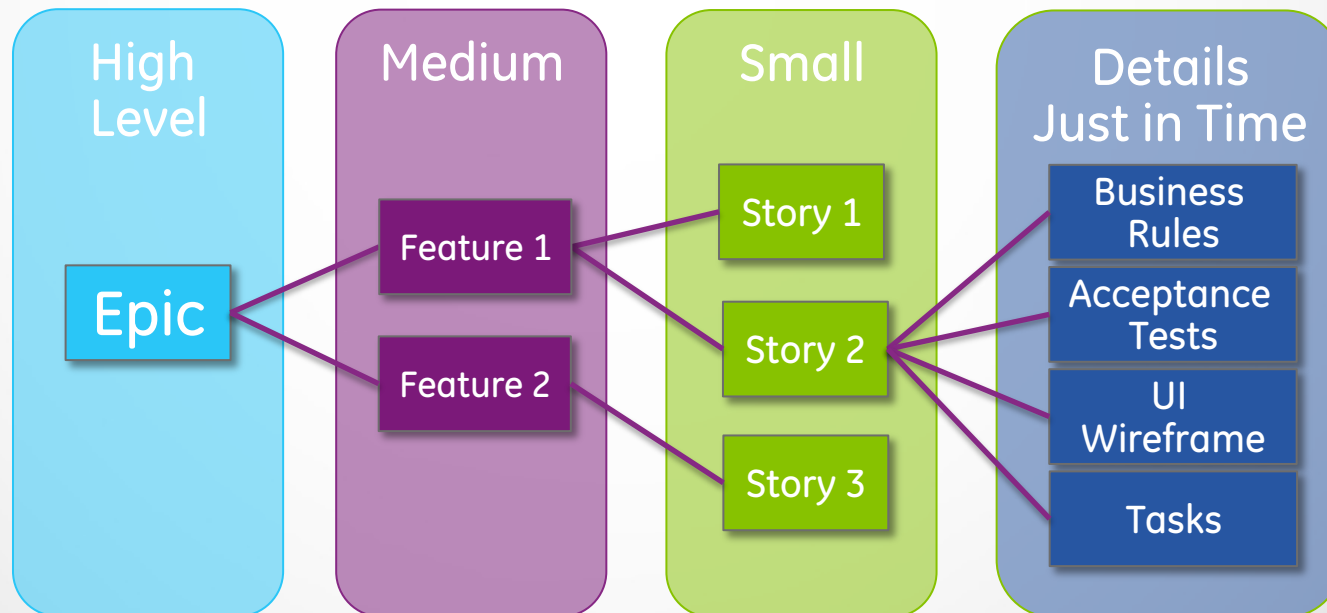 High
Level
Epic
Medium
Feature 1
Feature 2
Small
Story 1
Story 2
Story 3
Details
Just in Time
Business
Rules
Acceptance
Tests
UI
Wireframe
Tasks